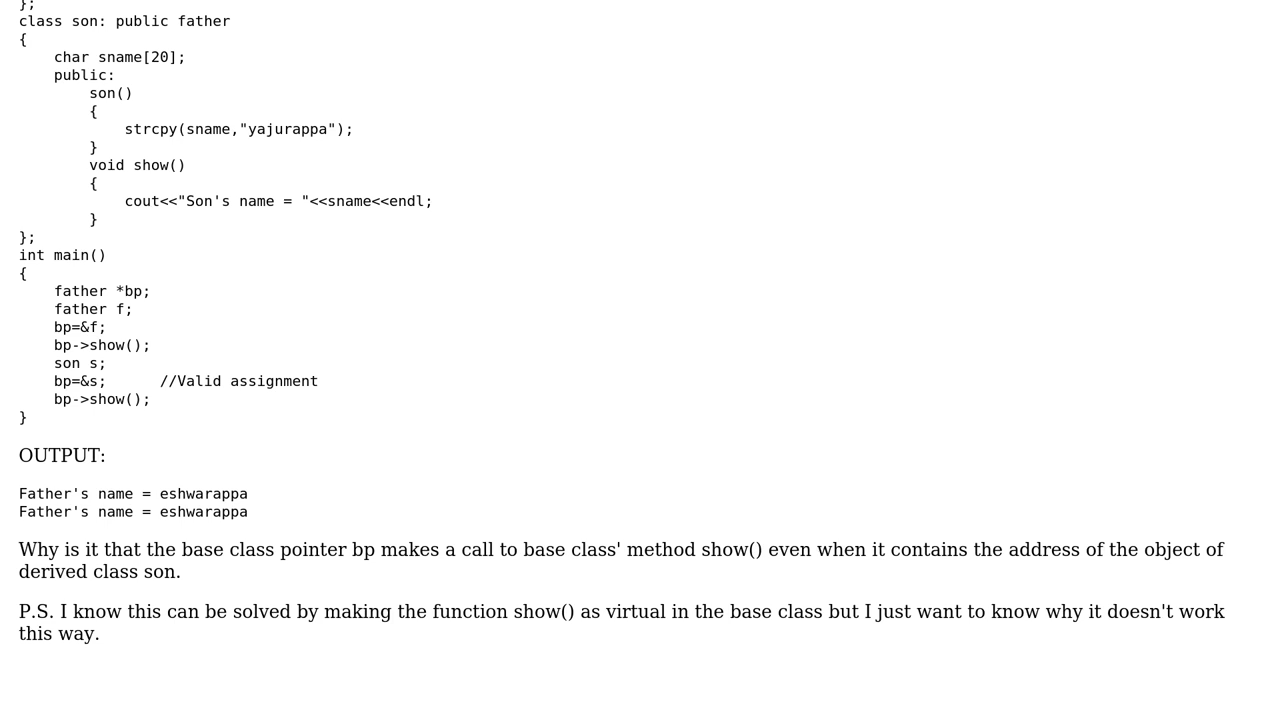 };
class son: public father
{
    char sname[20];
    public:
        son()
        {
            strcpy(sname,"yajurappa");
        }
        void show()
        {
            cout<<"Son's name = "<<sname<<endl;
        }
};
int main()
{
    father *bp;
    father f;
    bp=&f;
    bp->show();
    son s;
    bp=&s;      //Valid assignment
    bp->show();
}
OUTPUT:
Father's name = eshwarappa
Father's name = eshwarappa
Why is it that the base class pointer bp makes a call to base class' method show() even when it contains the address of the object of
derived class son.
P.S. I know this can be solved by making the function show() as virtual in the base class but I just want to know why it doesn't work
this way.